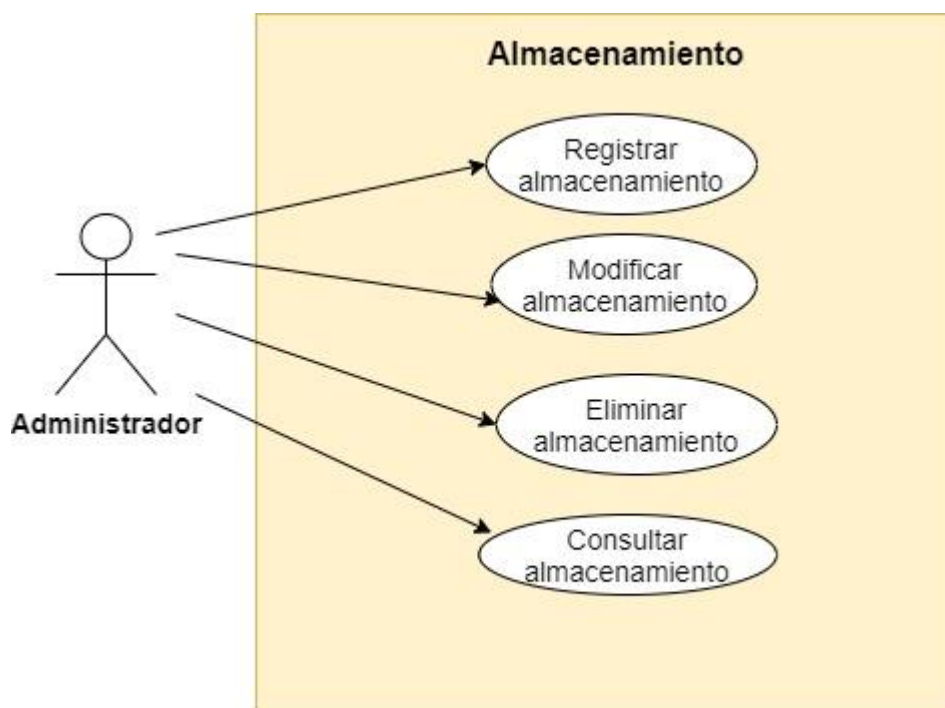 Almacenamiento
Registrar
almacenamiento
Modificar
almacenamiento
Eliminar
almacenamiento
Consultar
almacenamiento
Administrador